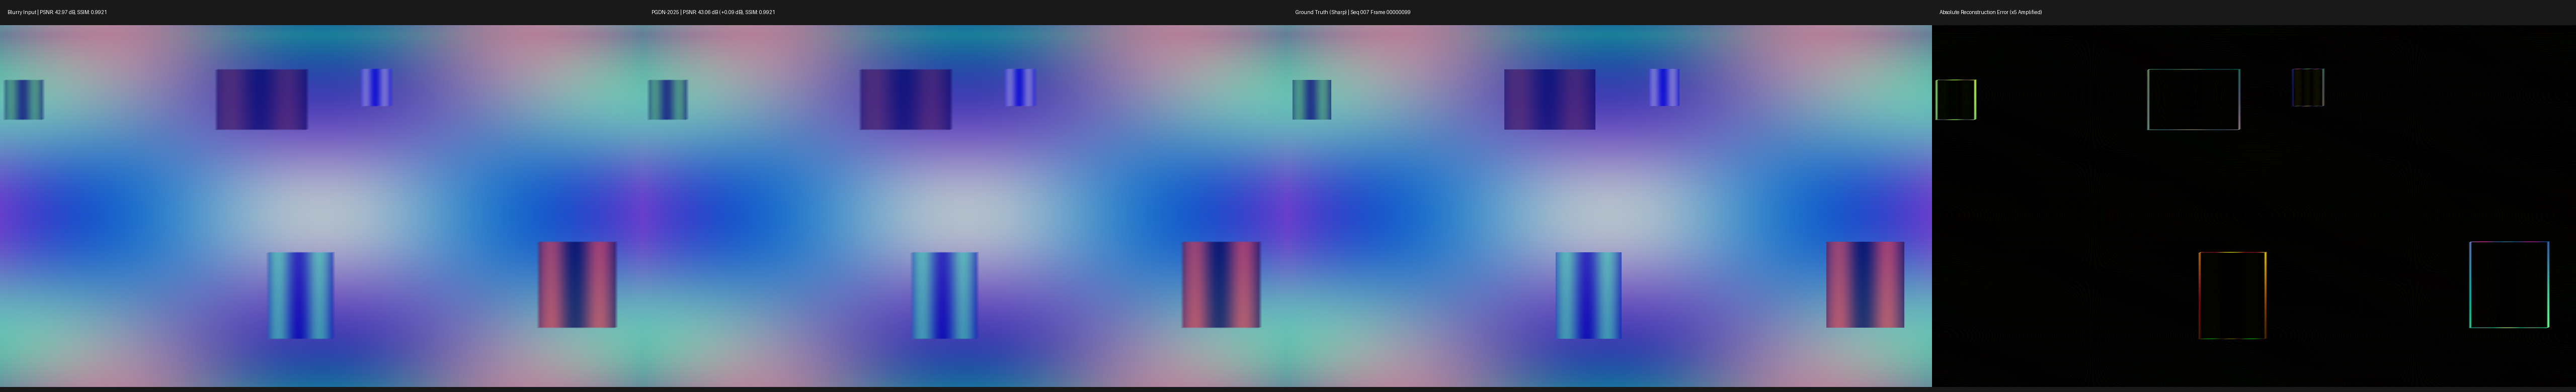 Blurry Input | PSNR: 42.97 dB, SSIM: 0.9921
PGDN-2025 | PSNR: 43.06 dB (+0.09 dB), SSIM: 0.9921
Ground Truth (Sharp) | Seq 007 Frame 00000099
Absolute Reconstruction Error (x5 Amplified)